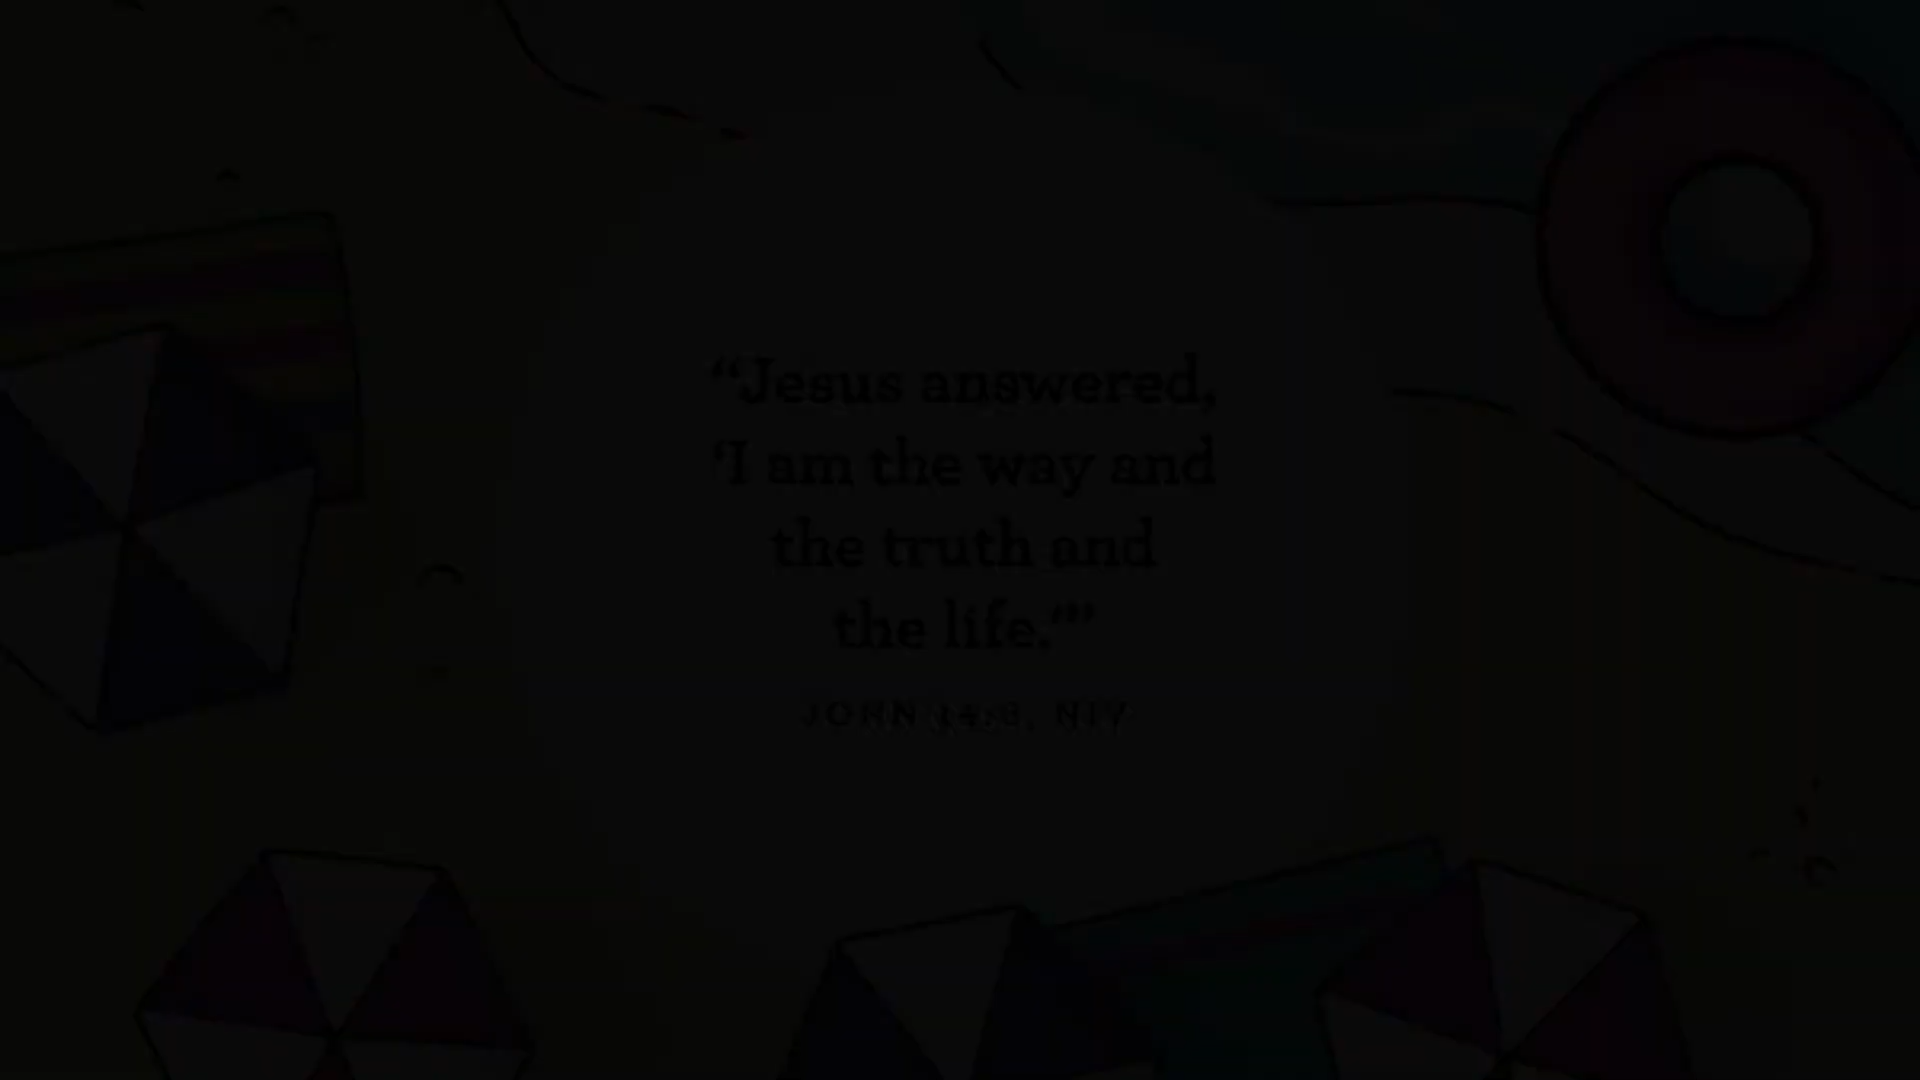 “Jesus answered,
‘I am the way and
the truth and
the life.’”
JOHN 14:6, NIV